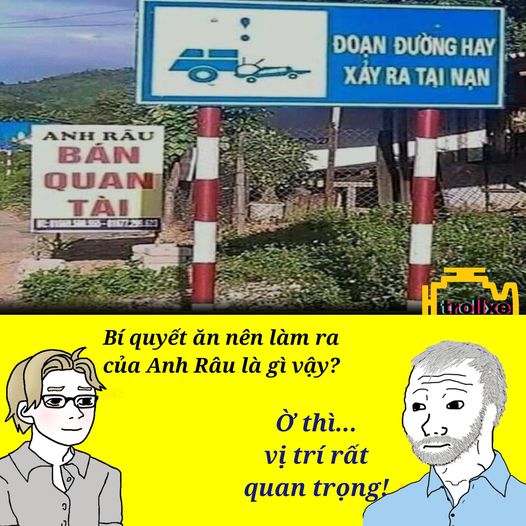 ĐOẠN ĐƯỜNG HAY
XẢY RA TẠI NẠN
ANH RÂU
BÁN
QUAN
TÀI
trollxe
Bí quyết ăn nên làm ra
của Anh Râu là gì vậy?
Ờ thì...
vị trí rất
quan trọng!